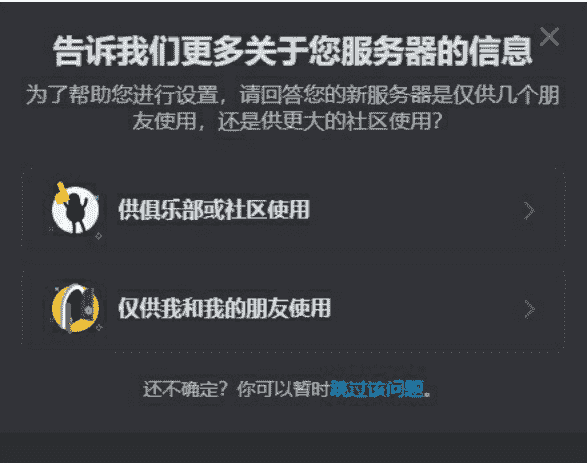 告诉我们更多关于您服务器的信息
为了帮助您进行设置，请回答您的新服务器是仅供几个朋
友使用，还是供更大的社区使用？
供俱乐部或社区使用
仅供我和我的朋友使用
还不确定？你可以暂时跳过该问题。